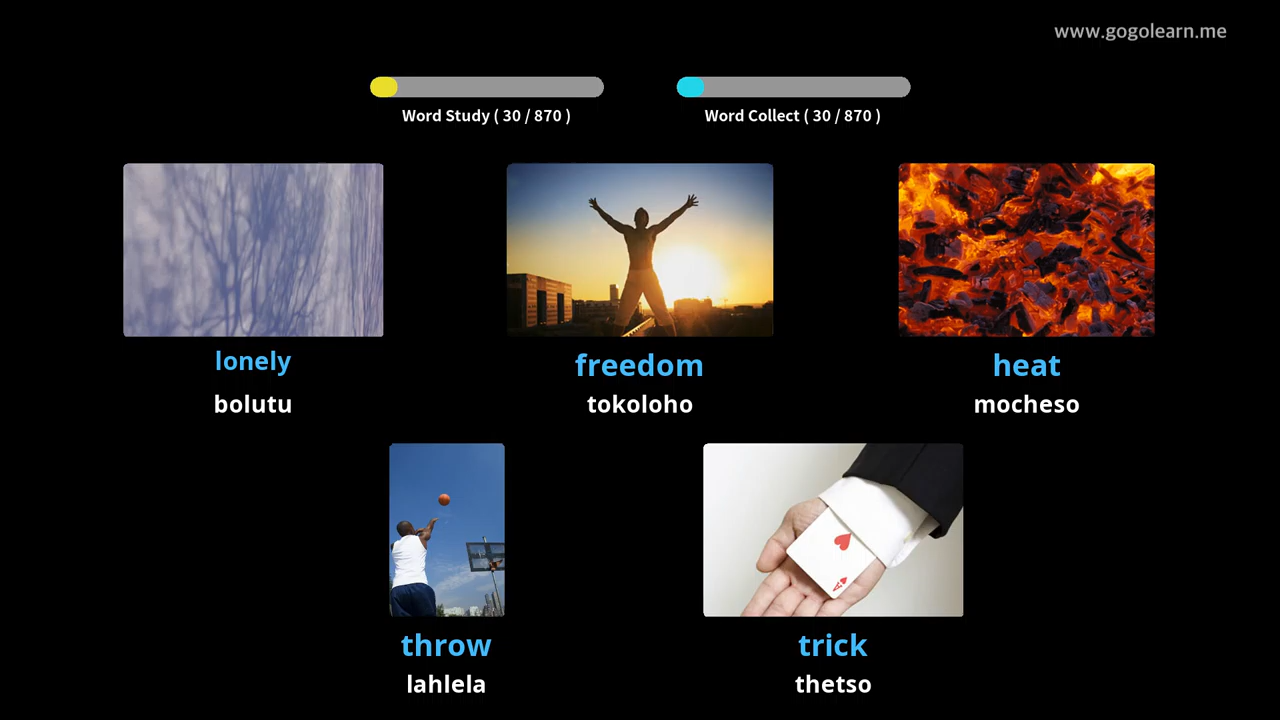 www.gogolearn.me
Word Study ( 30 / 870 )
Word Collect ( 30 / 870 )
lonely
bolutu
freedom
tokoloho
heat
mocheso
throw
lahlela
trick
thetso